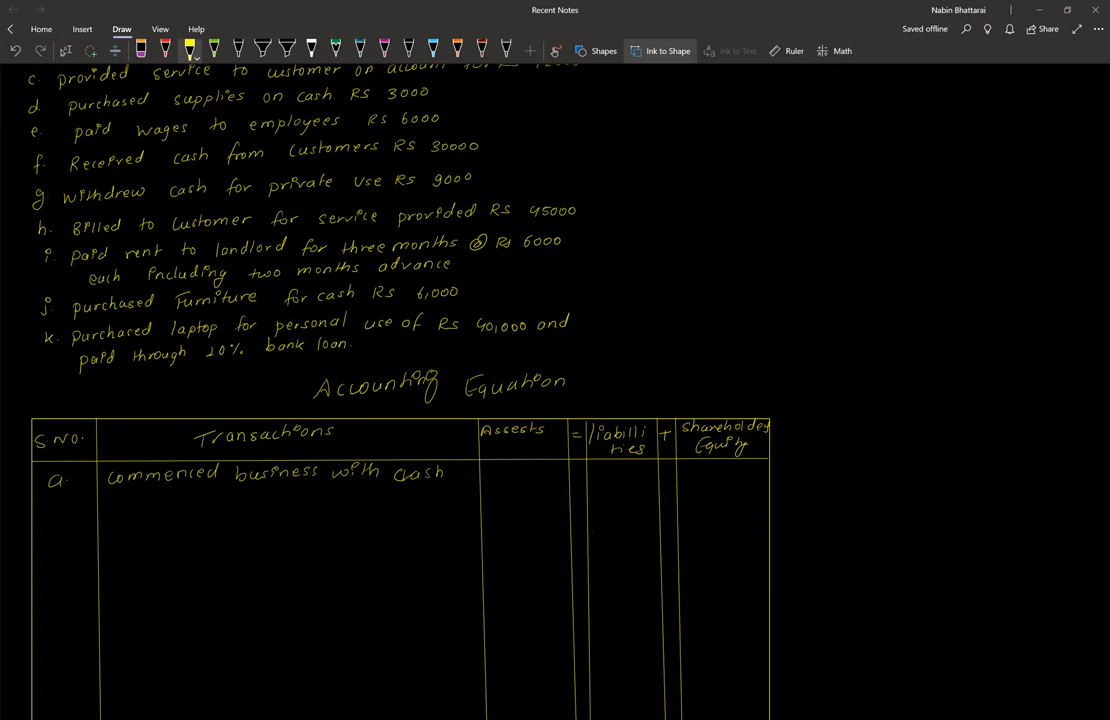 Recent Notes
Nabin Bhattarai
Home Insert Draw View Help
Saved offline
Share
Shapes
Ink to Shape
Ink to Text
Ruler
Math
c. provided service to customer on account for Rs
d. purchased supplies on cash Rs 3000
e. paid wages to employees Rs 6000
f. Received cash from Customers Rs 30000
g withdrew cash for private use Rs 9000
h. Billed to Customer for service provided Rs 45000
i. paid rent to landlord for three months @ Rs 6000
each including two months advance
j. purchased Furniture for cash Rs 6,000
k. purchased laptop for personal use of Rs 40,000 and
paid through 20% bank loan.
Accounting Equation
S.NO. Transactions Assests = liabilli + Shareholder
ties Equity
a. commenced business with cash